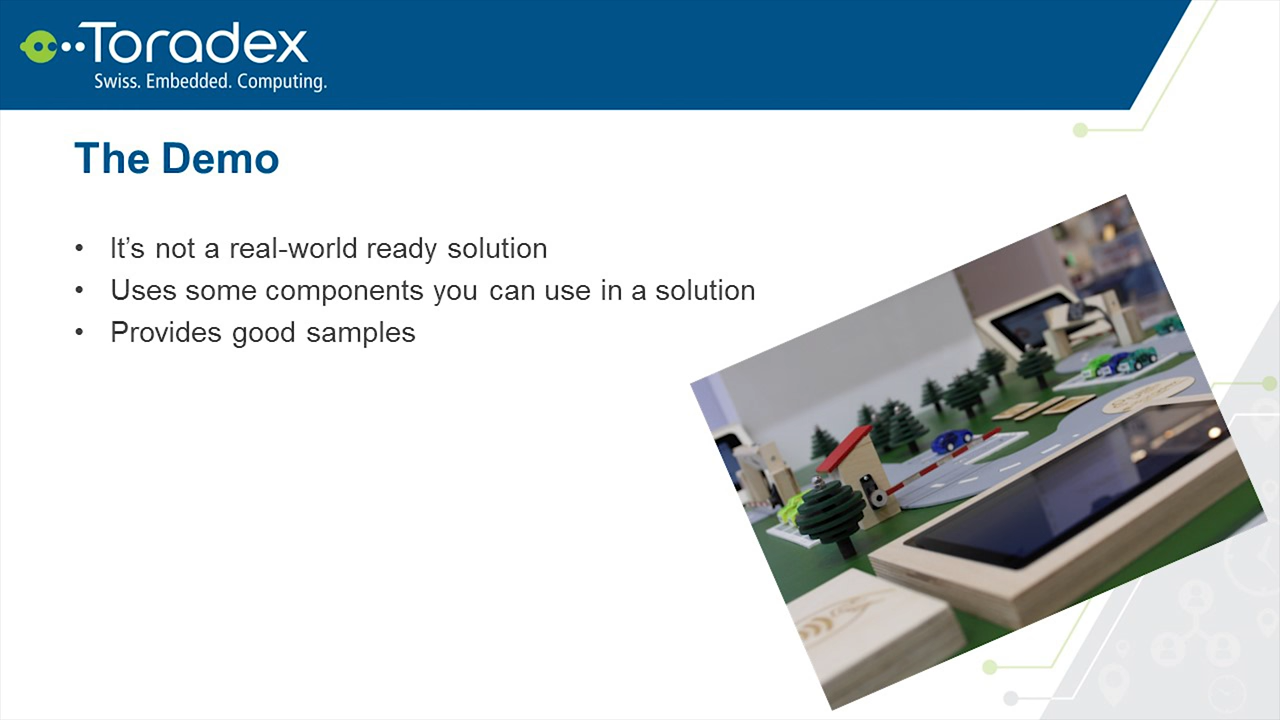 Toradex
Swiss. Embedded. Computing.
The Demo
• It's not a real-world ready solution
• Uses some components you can use in a solution
• Provides good samples